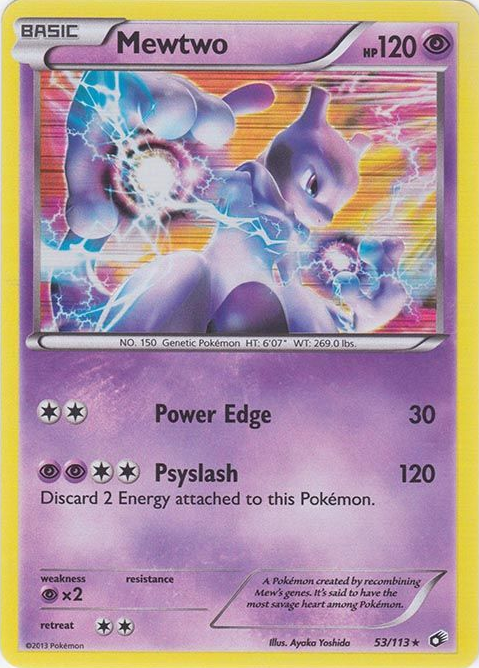 BASIC
Mewtwo
HP120
NO. 150 Genetic Pokémon HT: 6'07" WT: 269.0 lbs.
Power Edge 30
Psyslash 120
Discard 2 Energy attached to this Pokémon.
weakness resistance
×2
A Pokémon created by recombining
Mew's genes. It's said to have the
most savage heart among Pokémon.
retreat
©2013 Pokémon Illus. Ayaka Yoshida 53/113 ★